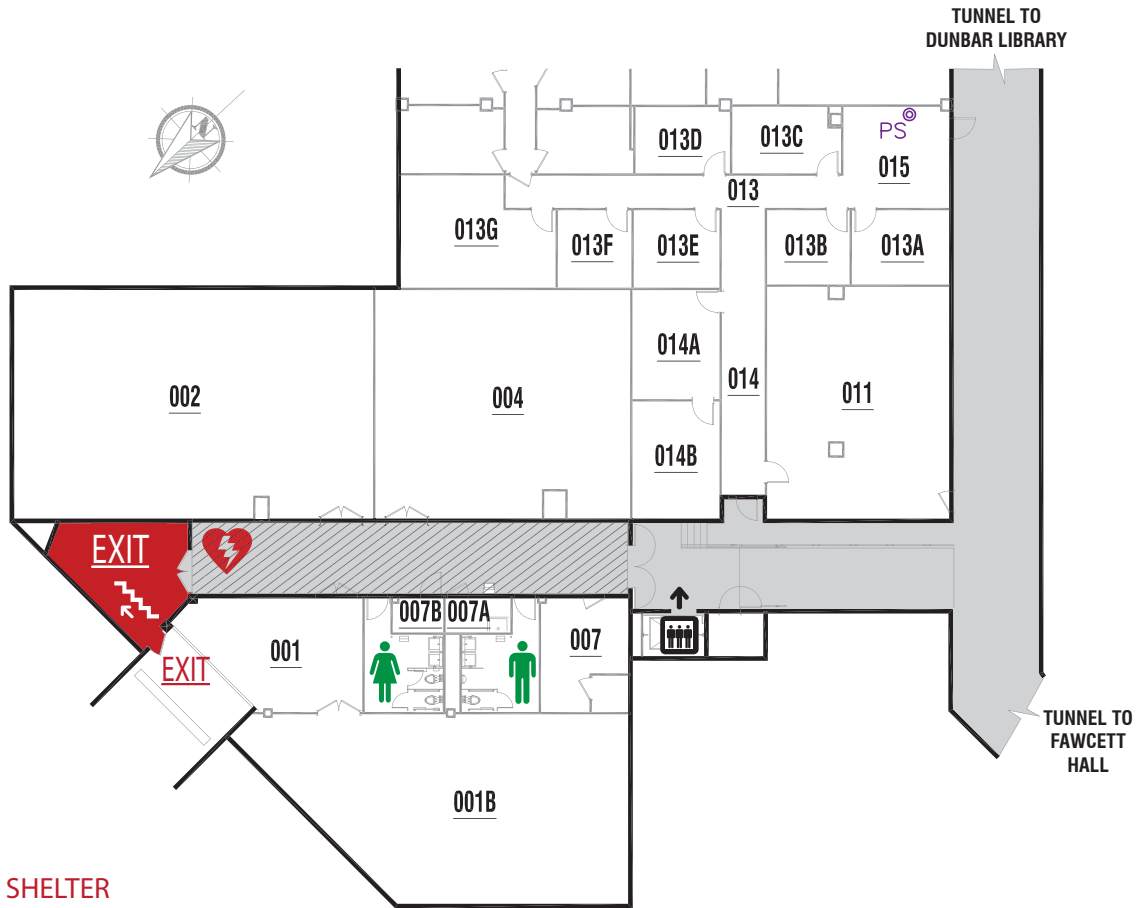 TUNNEL TO
DUNBAR LIBRARY
013D
013C
PS
015
013
013G
013F
013E
013B
013A
014A
002
004
014
011
014B
EXIT
007B
007A
001
007
EXIT
TUNNEL TO
FAWCETT
HALL
001B
SHELTER